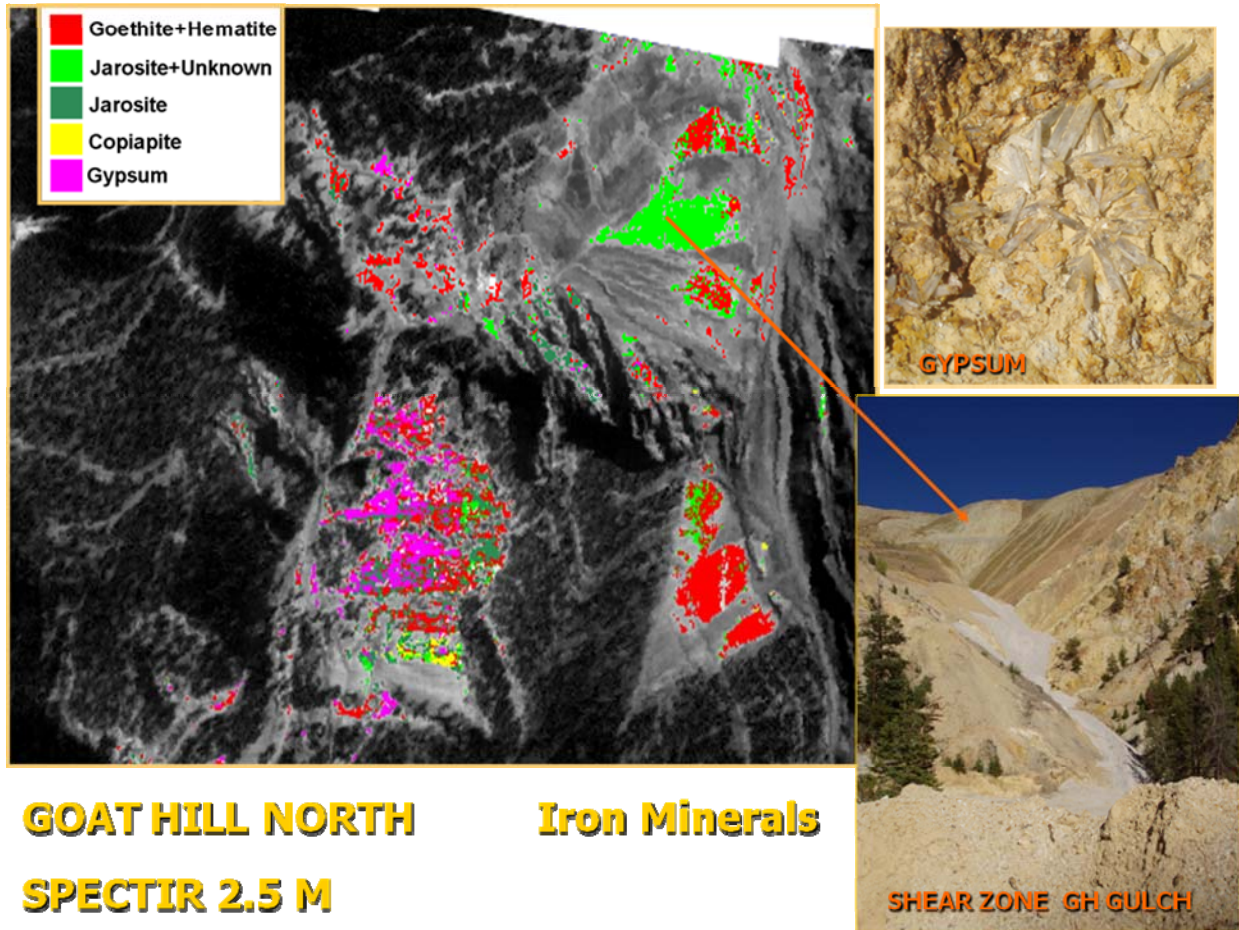 Goethite+Hematite
Jarosite+Unknown
Jarosite
Copiapite
Gypsum
GYPSUM
SHEAR ZONE GH GULCH
GOAT HILL NORTH
Iron Minerals
SPECTIR 2.5 M